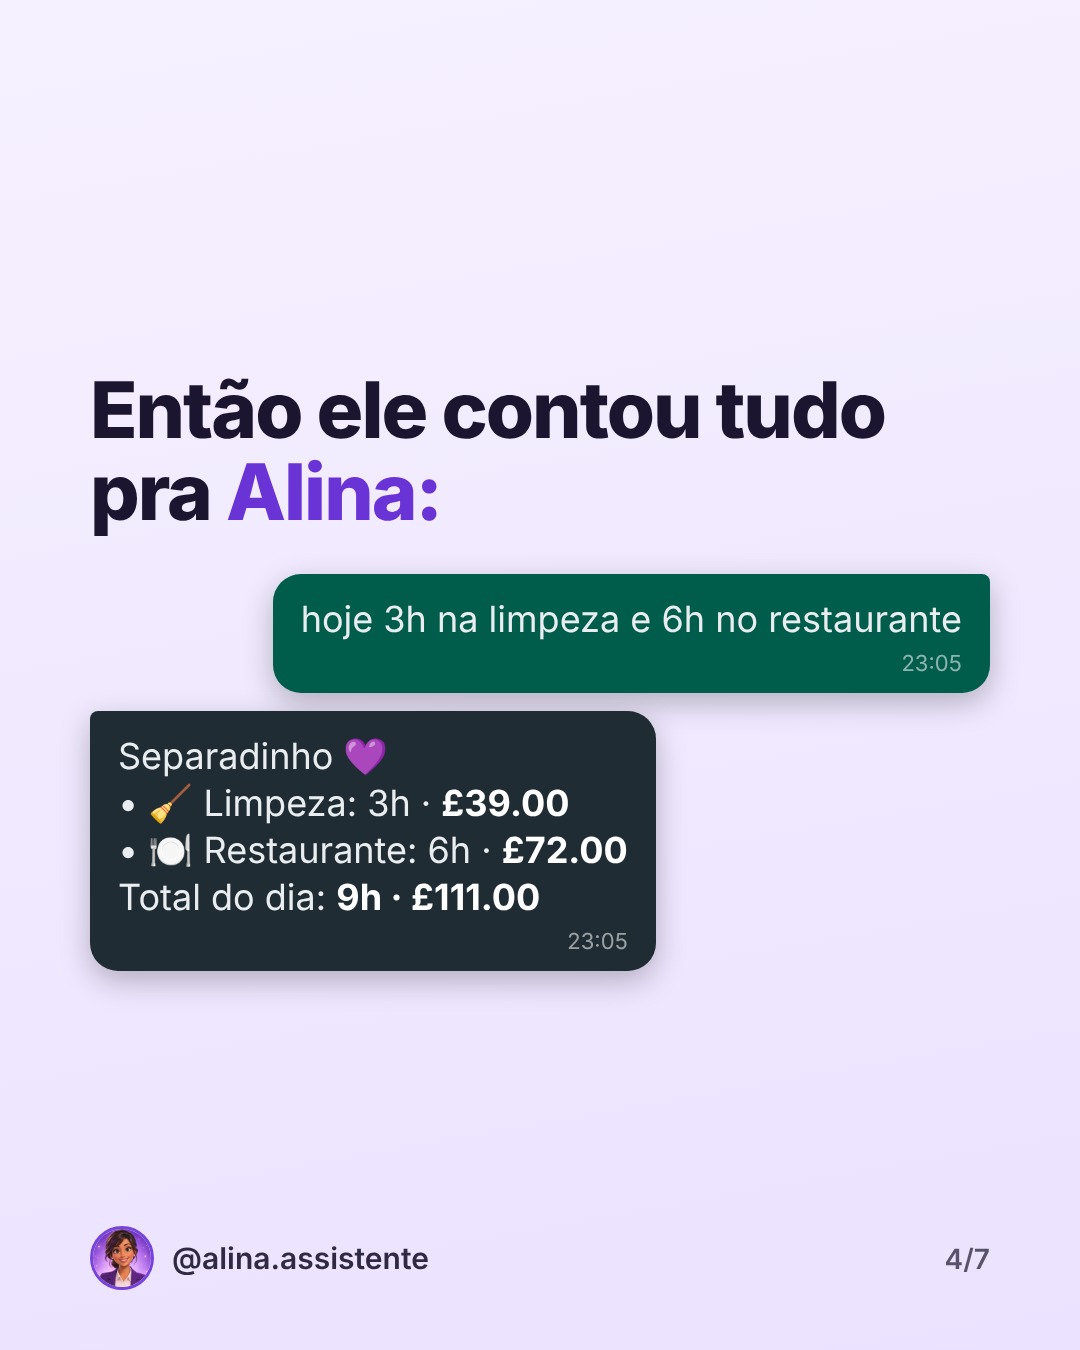 Então ele contou tudo
pra Alina:
hoje 3h na limpeza e 6h no restaurante
23:05
Separadinho 💜
• 🧹 Limpeza: 3h · £39.00
• 🍽️ Restaurante: 6h · £72.00
Total do dia: 9h · £111.00
23:05
@alina.assistente
4/7